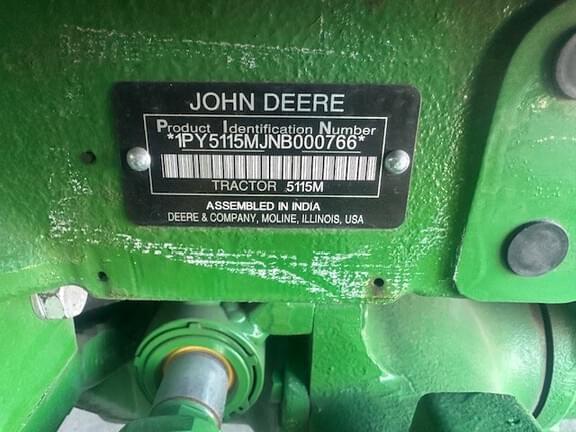 JOHN DEERE
Product Identification Number
*1PY5115MJNB000766*
TRACTOR 5115M
ASSEMBLED IN INDIA
DEERE & COMPANY, MOLINE, ILLINOIS, USA